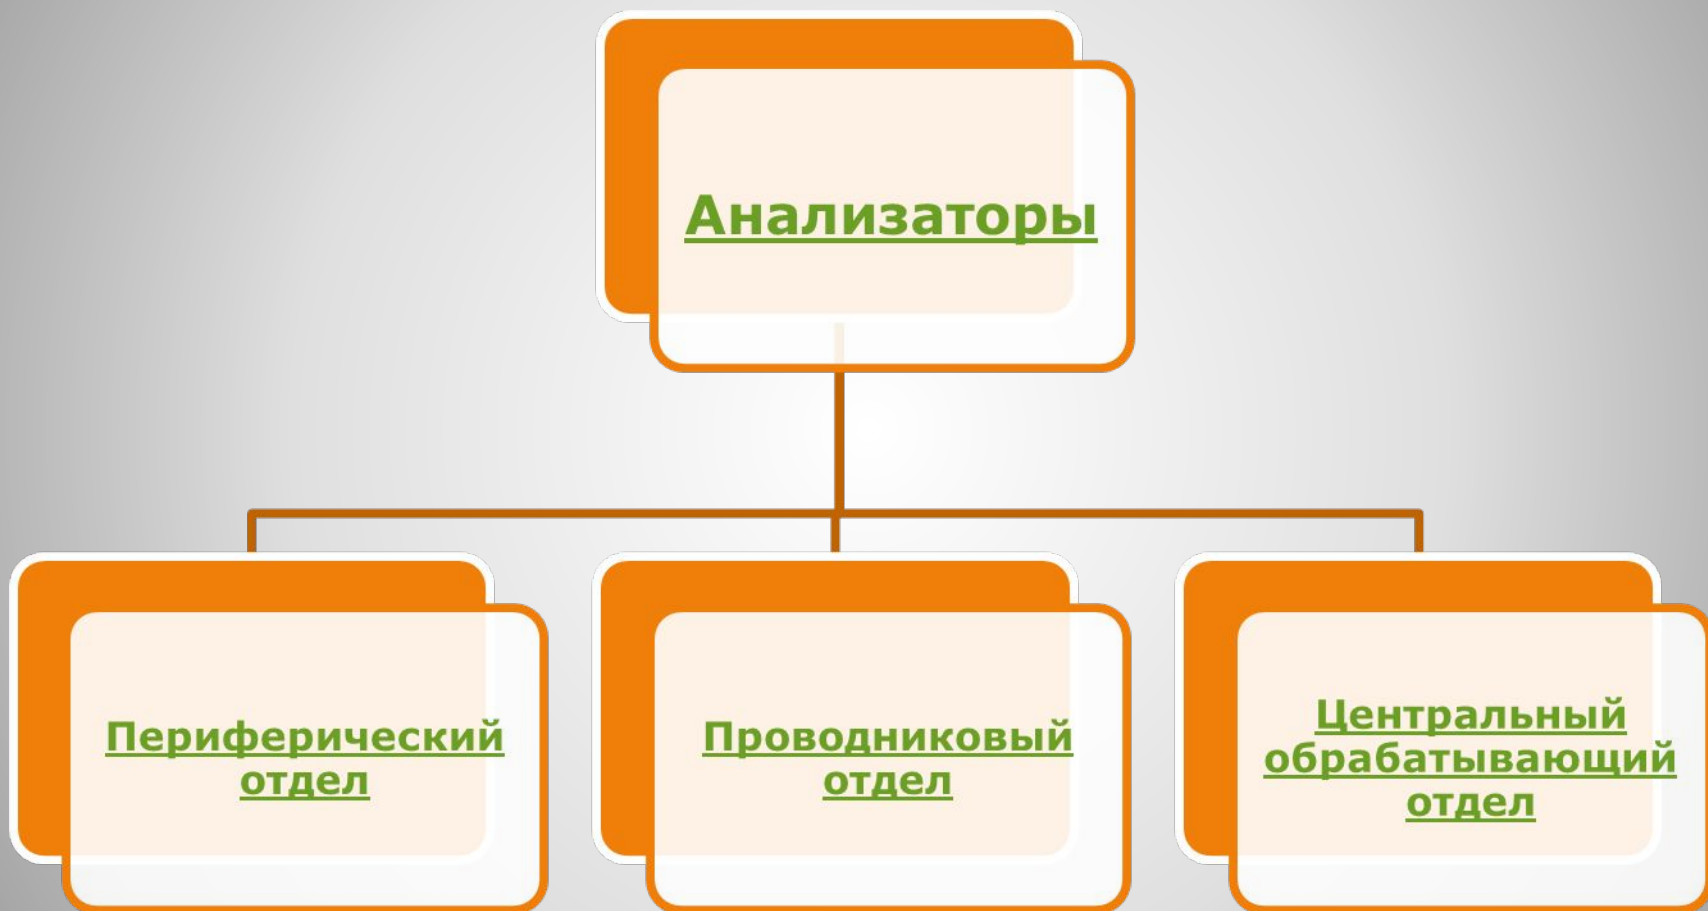 Анализаторы
Периферический
отдел
Проводниковый
отдел
Центральный
обрабатывающий
отдел